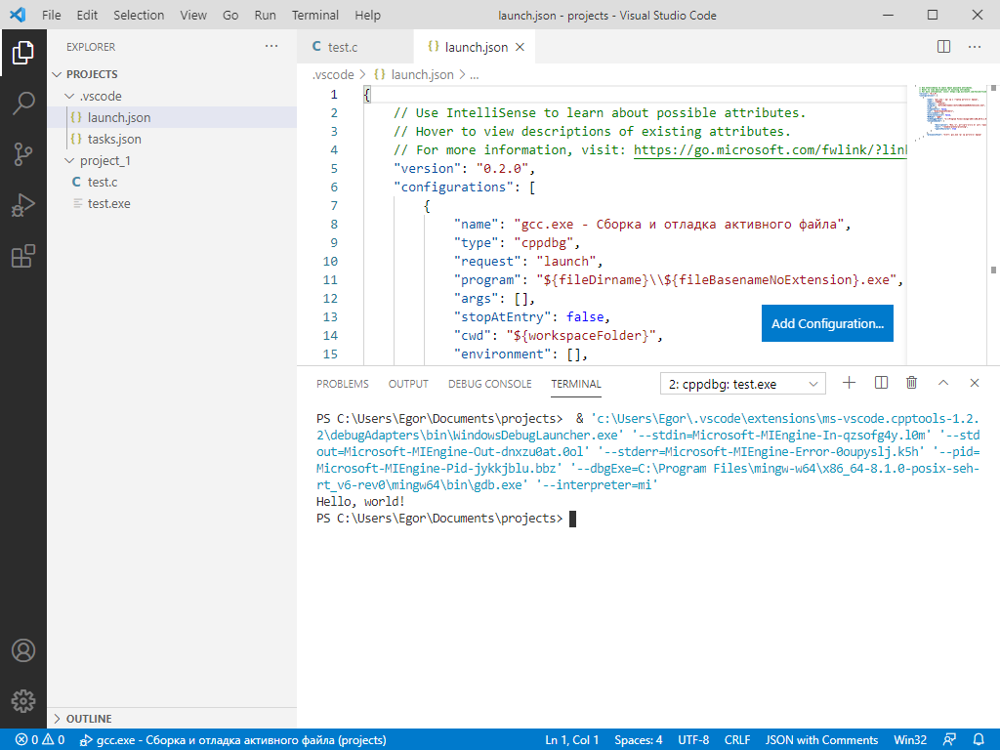 File Edit Selection View Go Run Terminal Help launch.json - projects - Visual Studio Code
EXPLORER
PROJECTS
.vscode
{} launch.json
{} tasks.json
project_1
C test.c
test.exe
OUTLINE
C test.c {} launch.json
.vscode > {} launch.json > ...
1 {
2 // Use IntelliSense to learn about possible attributes.
3 // Hover to view descriptions of existing attributes.
4 // For more information, visit: https://go.microsoft.com/fwlink/?link
5 "version": "0.2.0",
6 "configurations": [
7 {
8 "name": "gcc.exe - Сборка и отладка активного файла",
9 "type": "cppdbg",
10 "request": "launch",
11 "program": "${fileDirname}\\${fileBasenameNoExtension}.exe",
12 "args": [],
13 "stopAtEntry": false,
14 "cwd": "${workspaceFolder}",
15 "environment": [],
Add Configuration...
PROBLEMS OUTPUT DEBUG CONSOLE TERMINAL 2: cppdbg: test.exe
PS C:\Users\Egor\Documents\projects>  & 'c:\Users\Egor\.vscode\extensions\ms-vscode.cpptools-1.2.
2\debugAdapters\bin\WindowsDebugLauncher.exe' '--stdin=Microsoft-MIEngine-In-qzsofg4y.l0m' '--std
out=Microsoft-MIEngine-Out-dnxzu0at.0ol' '--stderr=Microsoft-MIEngine-Error-0oupyslj.k5h' '--pid=
Microsoft-MIEngine-Pid-jykkjblu.bbz' '--dbgExe=C:\Program Files\mingw-w64\x86_64-8.1.0-posix-seh-
rt_v6-rev0\mingw64\bin\gdb.exe' '--interpreter=mi'
Hello, world!
PS C:\Users\Egor\Documents\projects>
0 0 gcc.exe - Сборка и отладка активного файла (projects) Ln 1, Col 1 Spaces: 4 UTF-8 CRLF JSON with Comments Win32